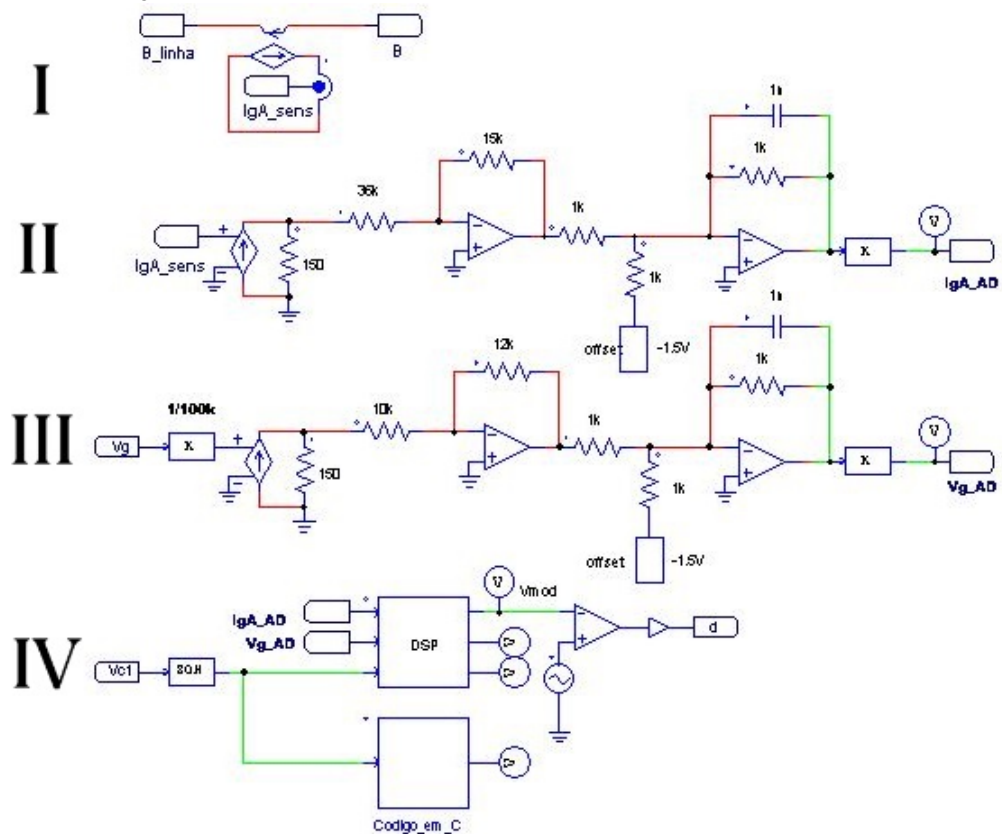 I
B_linha
B
IgA_sens
1n
15k
1k
36k
1k
II
IgA_sens
150
1k
K
V
IgA_AD
offset
-1.5V
1n
12k
1k
1/100k
10k
1k
III
Vg
K
150
1k
K
V
Vg_AD
offset
-1.5V
IV
V
Vmod
IgA_AD
Vg_AD
DSP
d
Vc1
ZOH
V
V
V
Codigo_em_C